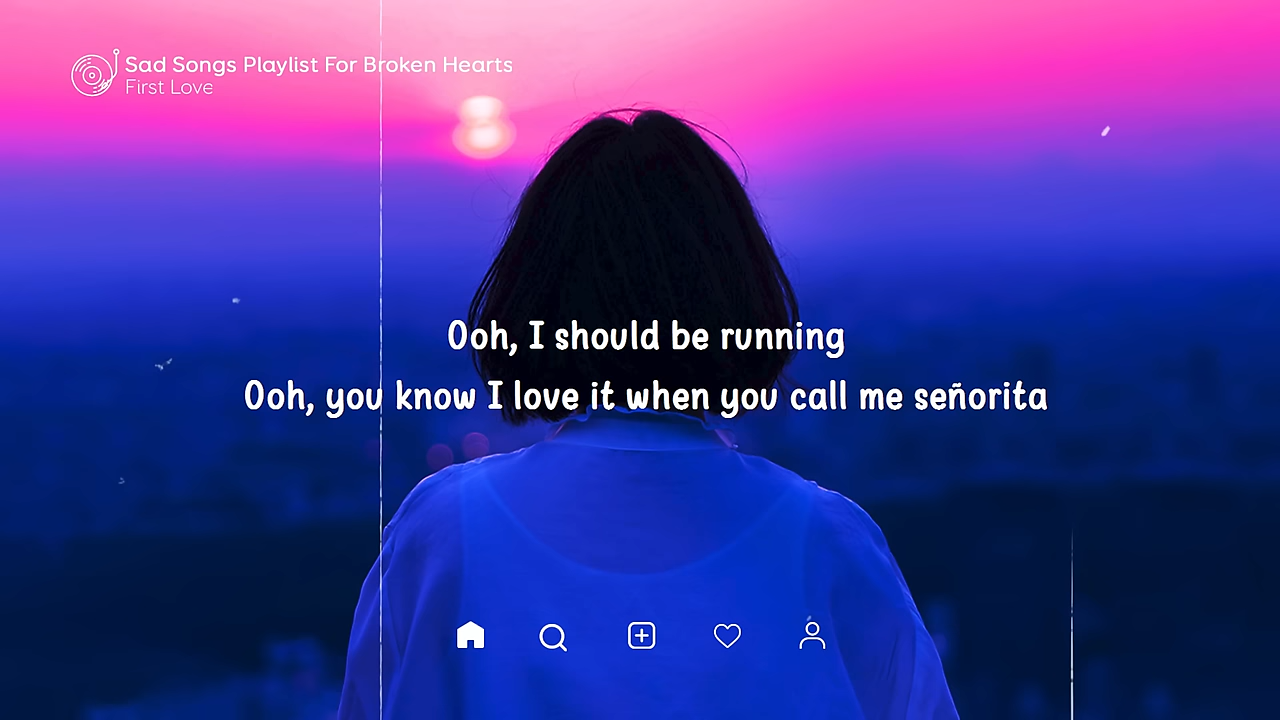 Sad Songs Playlist For Broken Hearts
First Love
Ooh, I should be running
Ooh, you know I love it when you call me señorita